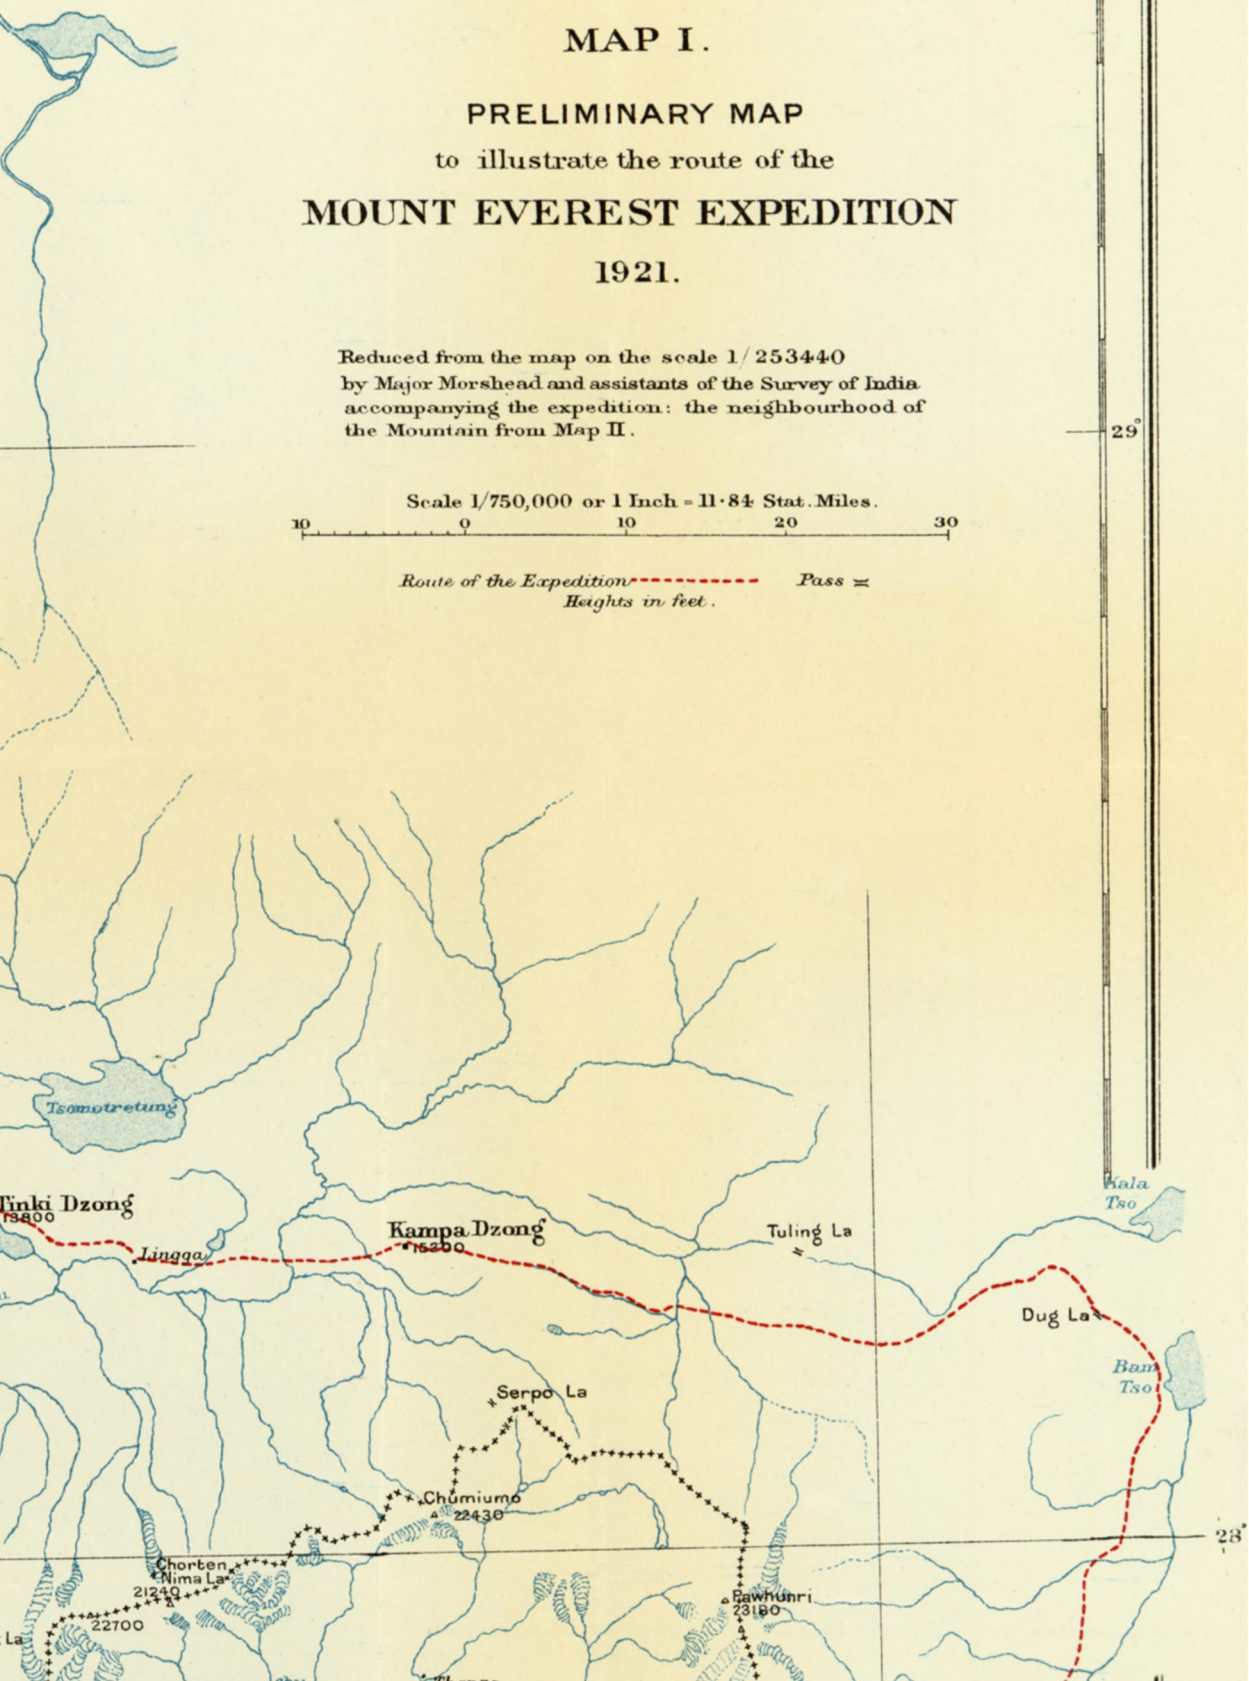 MAP I.
PRELIMINARY MAP
to illustrate the route of the
MOUNT EVEREST EXPEDITION
1921.
Reduced from the map on the scale 1/253440
by Major Morshead and assistants of the Survey of India
accompanying the expedition: the neighbourhood of
the Mountain from Map II.
29°
Scale 1/750,000 or 1 Inch = 11·84 Stat. Miles.
10 0 10 20 30
Route of the Expedition Pass
Heights in feet.
Tsomotretung
Kala
Tso
Tinki Dzong
13800
Kampa Dzong
15200
Lingga
Tuling La
Dug La
Bam
Tso
Serpo La
Chumiumo
22430
28°
Chorten
Nima La
21240
22700
Pawhunri
23180
La